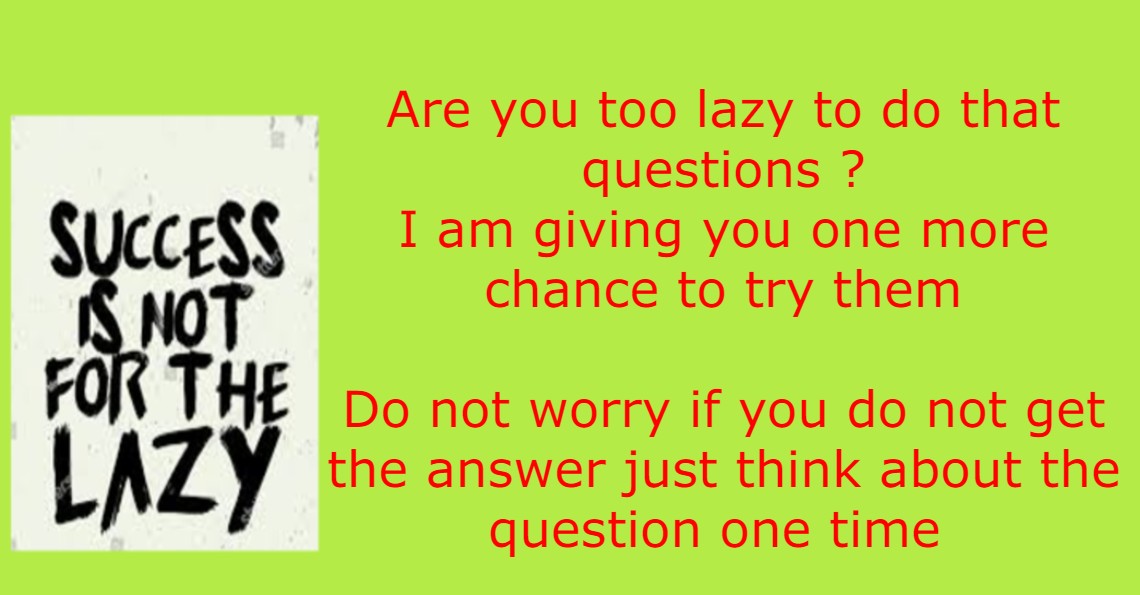 SUCCESS
IS NOT
FOR THE
LAZY
Are you too lazy to do that
questions ?
I am giving you one more
chance to try them
Do not worry if you do not get
the answer just think about the
question one time